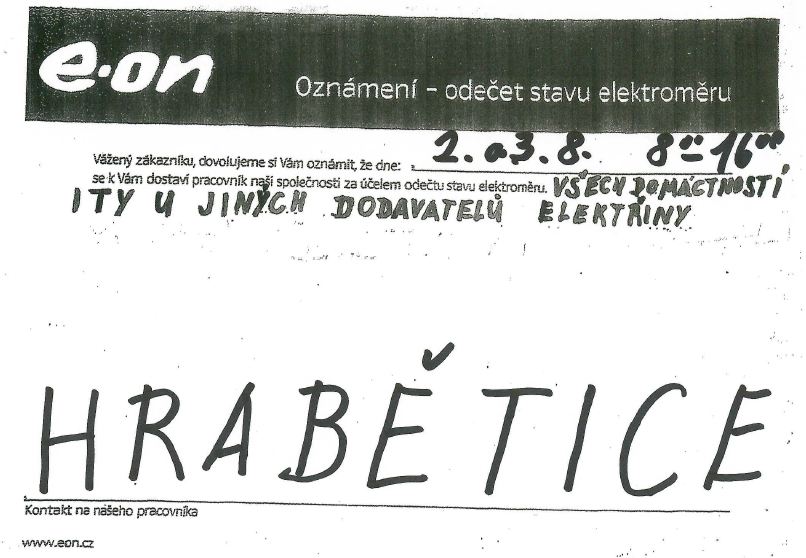 e·on
Oznámení – odečet stavu elektroměru
Vážený zákazníku, dovolujeme si Vám oznámit, že dne: 2. a 3. 8. 8⁰⁰ 16⁰⁰
se k Vám dostaví pracovník naší společnosti za účelem odečtu stavu elektroměru. VŠECH DOMÁCTNOSTÍ
I TY U JINÝCH DODAVATELŮ ELEKTŘINY
HRABĚTICE
Kontakt na našeho pracovníka
www.eon.cz